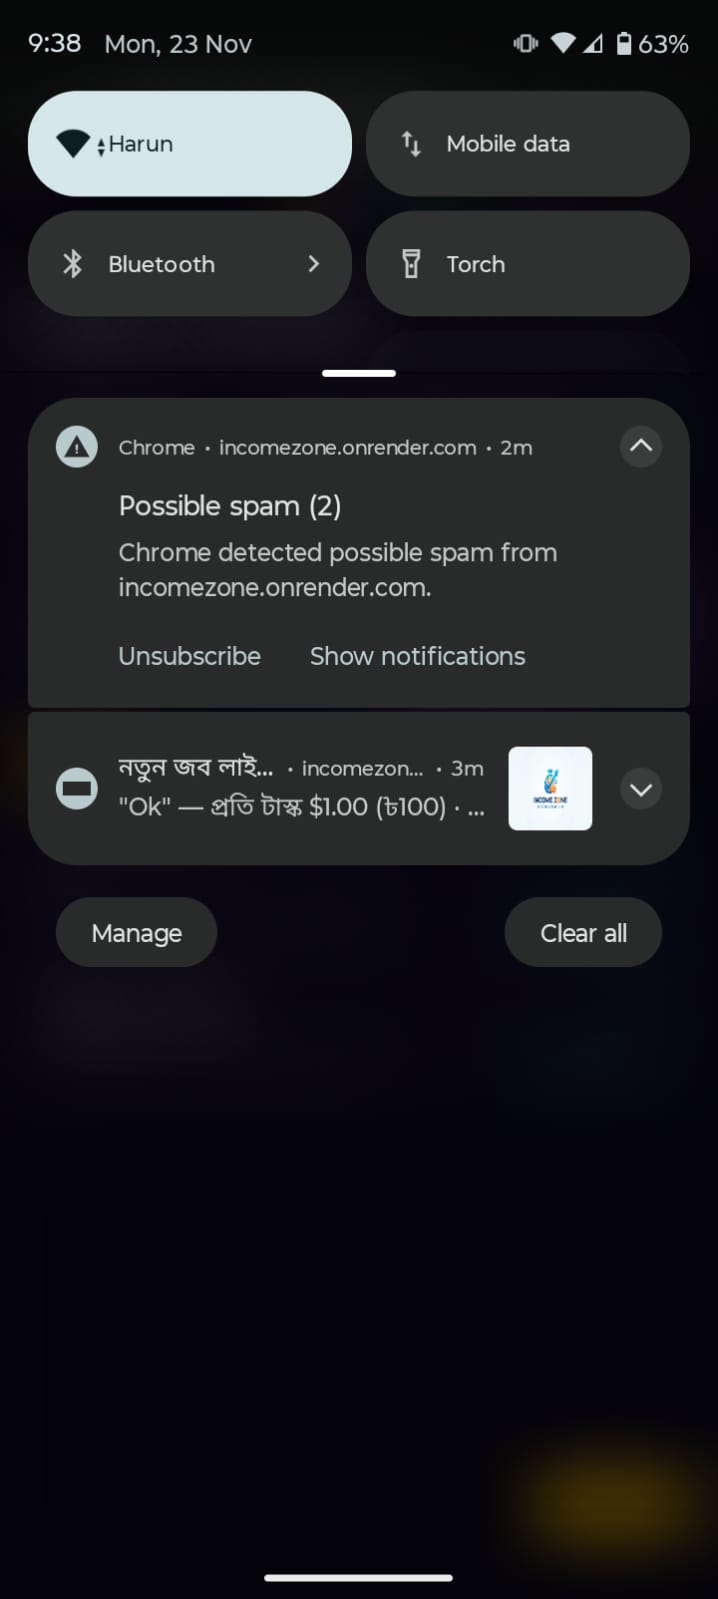 9:38 Mon, 23 Nov 63%
Harun Mobile data
Bluetooth Torch
Chrome • incomezone.onrender.com • 2m
Possible spam (2)
Chrome detected possible spam from
incomezone.onrender.com.
Unsubscribe Show notifications
নতুন জব লাই... • incomezon... • 3m
"Ok" — প্রতি টাস্ক $1.00 (৳100) · ...
INCOME ZONE
Manage Clear all